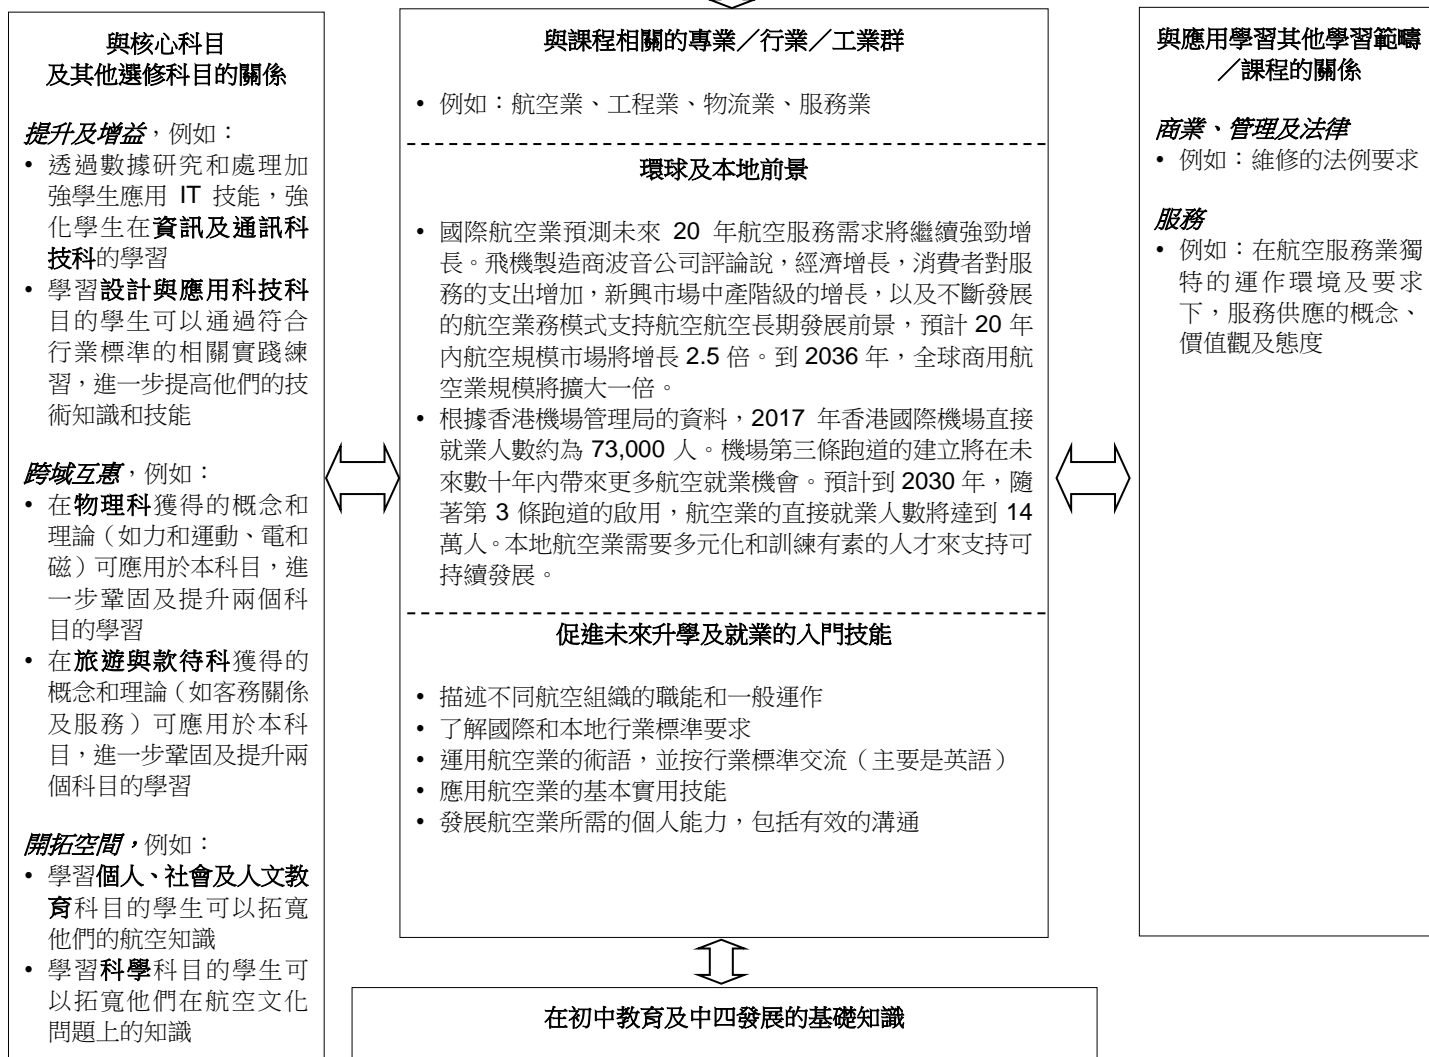 與核心科目
及其他選修科目的關係
提升及增益，例如：
• 透過數據研究和處理加
強學生應用 IT 技能，強
化學生在資訊及通訊科
技科的學習
• 學習設計與應用科技科
目的學生可以通過符合
行業標準的相關實踐練
習，進一步提高他們的技
術知識和技能
跨域互惠，例如：
• 在物理科獲得的概念和
理論（如力和運動、電和
磁）可應用於本科目，進
一步鞏固及提升兩個科
目的學習
• 在旅遊與款待科獲得的
概念和理論（如客務關係
及服務）可應用於本科
目，進一步鞏固及提升兩
個科目的學習
開拓空間，例如：
• 學習個人、社會及人文教
育科目的學生可以拓寬
他們的航空知識
• 學習科學科目的學生可
以拓寬他們在航空文化
問題上的知識
與課程相關的專業／行業／工業群
• 例如：航空業、工程業、物流業、服務業
環球及本地前景
• 國際航空業預測未來 20 年航空服務需求將繼續強勁增
長。飛機製造商波音公司評論說，經濟增長，消費者對服
務的支出增加，新興市場中產階級的增長，以及不斷發展
的航空業務模式支持航空航空長期發展前景，預計 20 年
內航空規模市場將增長 2.5 倍。到 2036 年，全球商用航
空業規模將擴大一倍。
• 根據香港機場管理局的資料，2017 年香港國際機場直接
就業人數約為 73,000 人。機場第三條跑道的建立將在未
來數十年內帶來更多航空就業機會。預計到 2030 年，隨
著第 3 條跑道的啟用，航空業的直接就業人數將達到 14
萬人。本地航空業需要多元化和訓練有素的人才來支持可
持續發展。
促進未來升學及就業的入門技能
• 描述不同航空組織的職能和一般運作
• 了解國際和本地行業標準要求
• 運用航空業的術語，並按行業標準交流（主要是英語）
• 應用航空業的基本實用技能
• 發展航空業所需的個人能力，包括有效的溝通
與應用學習其他學習範疇
／課程的關係
商業、管理及法律
• 例如：維修的法例要求
服務
• 例如：在航空服務業獨
特的運作環境及要求
下，服務供應的概念、
價值觀及態度
在初中教育及中四發展的基礎知識